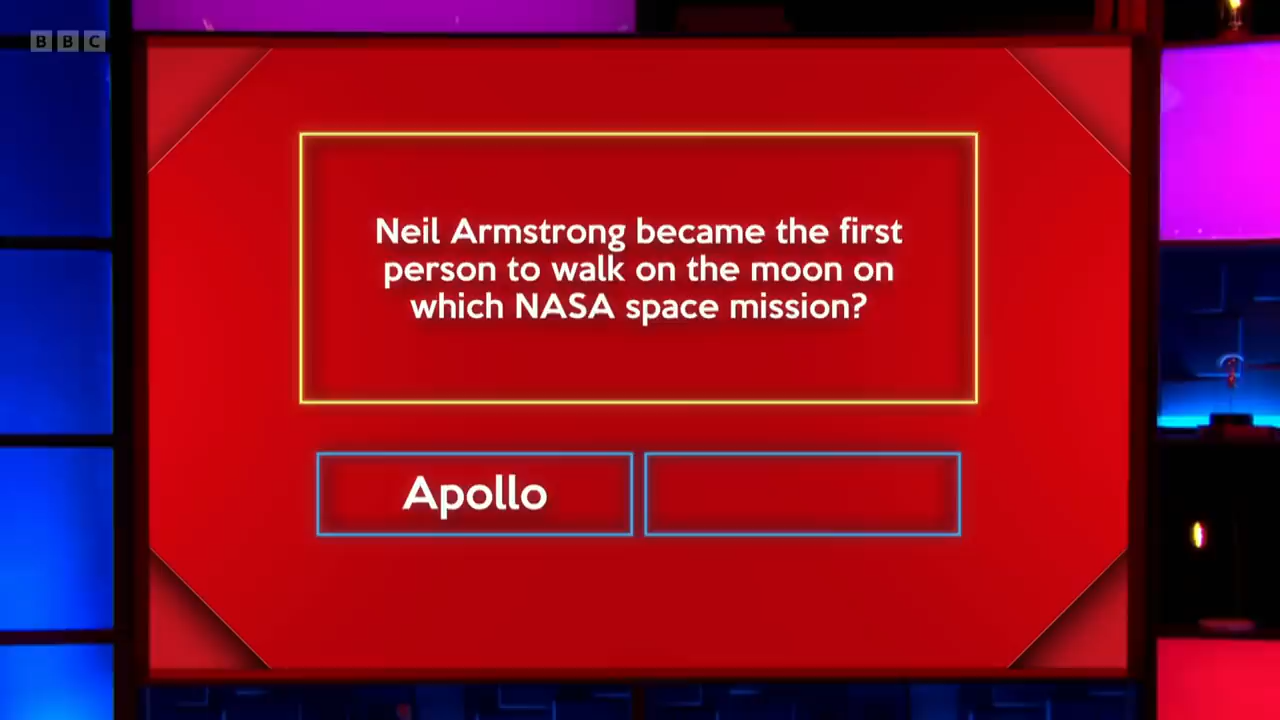 BBC
Neil Armstrong became the first
person to walk on the moon on
which NASA space mission?
Apollo